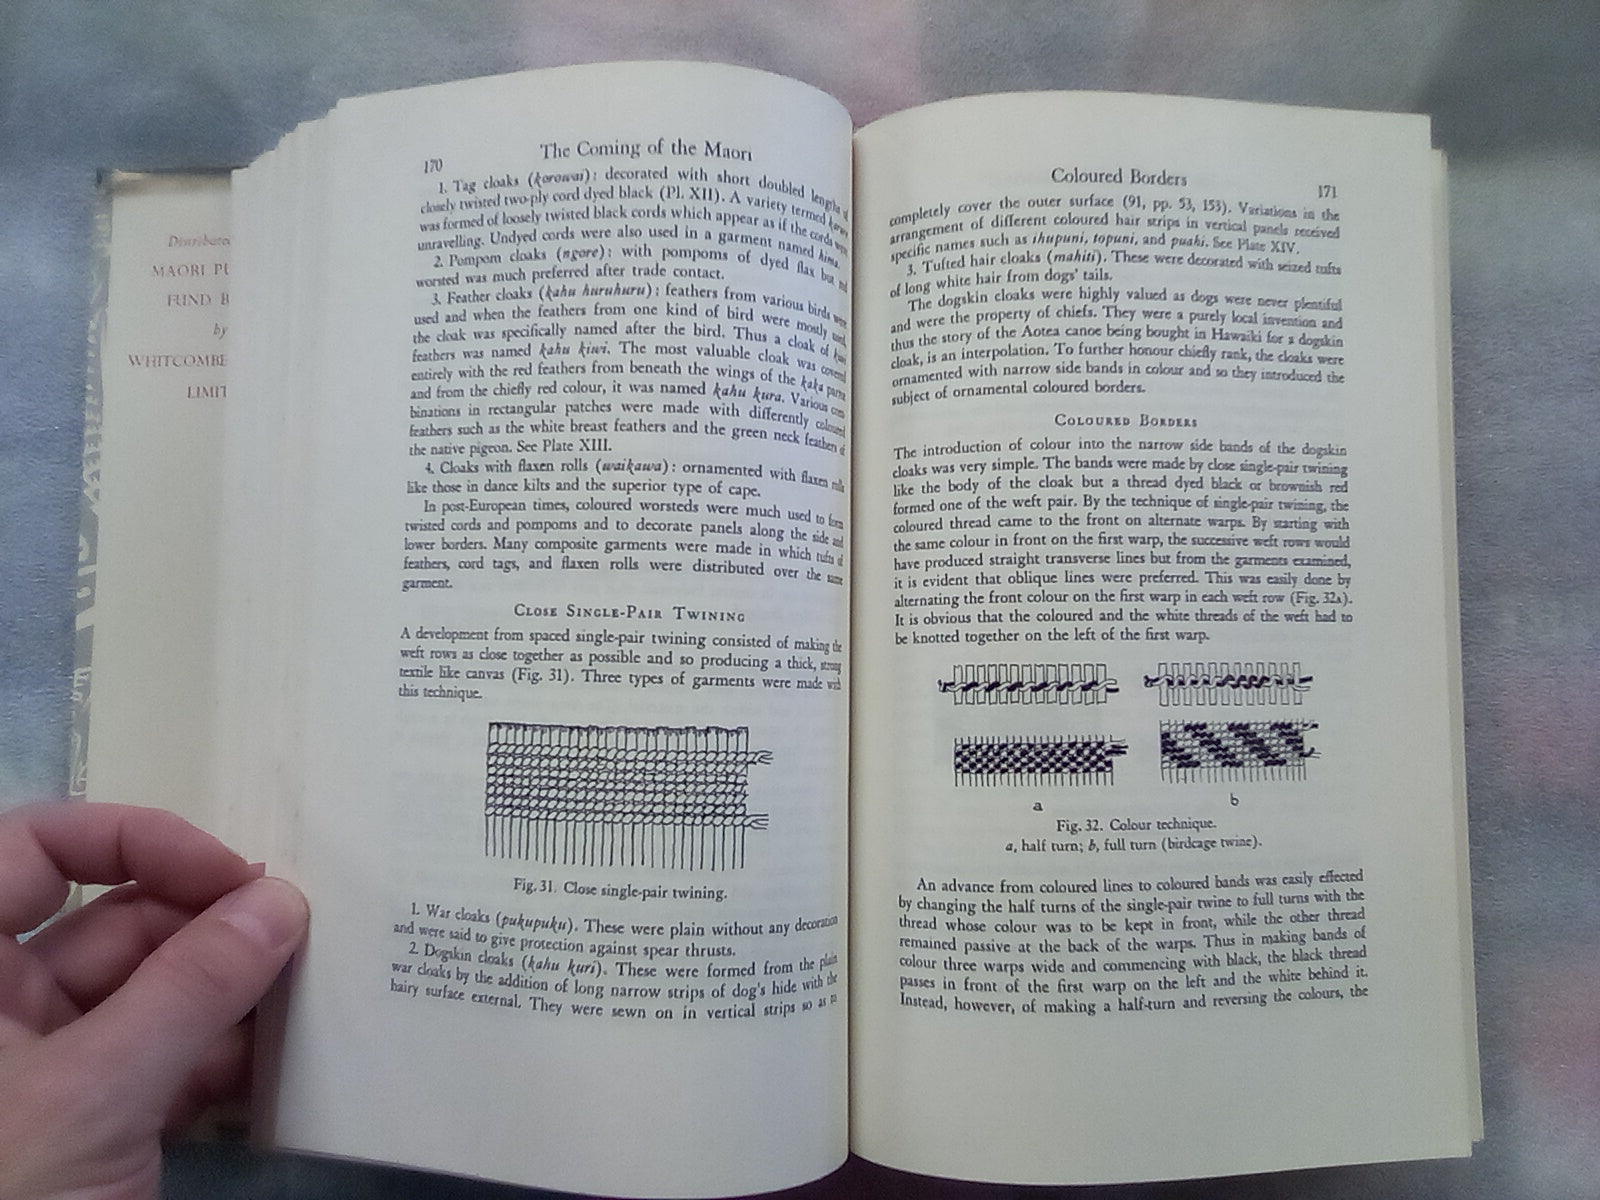 Distributed
MAORI PU
FUND B
by
WHITCOMBE
LIMIT
170
The Coming of the Maori
1. Tag cloaks (korowai): decorated with short doubled lengths of
closely twisted two-ply cord dyed black (Pl. XII). A variety termed
was formed of loosely twisted black cords which appear as if the cords were
unravelling. Undyed cords were also used in a garment named hima.
2. Pompom cloaks (ngore): with pompoms of dyed flax but red
worsted was much preferred after trade contact.
3. Feather cloaks (kahu huruhuru): feathers from various birds were
used and when the feathers from one kind of bird were mostly used,
the cloak was specifically named after the bird. Thus a cloak of kiwi
feathers was named kahu kiwi. The most valuable cloak was covered
entirely with the red feathers from beneath the wings of the kaka parrot
and from the chiefly red colour, it was named kahu kura. Various com-
binations in rectangular patches were made with differently coloured
feathers such as the white breast feathers and the green neck feathers of
the native pigeon. See Plate XIII.
4. Cloaks with flaxen rolls (waikawa): ornamented with flaxen rolls
like those in dance kilts and the superior type of cape.
In post-European times, coloured worsteds were much used to form
twisted cords and pompoms and to decorate panels along the side and
lower borders. Many composite garments were made in which tufts of
feathers, cord tags, and flaxen rolls were distributed over the same
garment.
CLOSE SINGLE-PAIR TWINING
A development from spaced single-pair twining consisted of making the
weft rows as close together as possible and so producing a thick, strong
textile like canvas (Fig. 31). Three types of garments were made with
this technique.
Fig. 31. Close single-pair twining.
1. War cloaks (pukupuku). These were plain without any decoration
and were said to give protection against spear thrusts.
2. Dogskin cloaks (kahu kuri). These were formed from the plain
war cloaks by the addition of long narrow strips of dog's hide with the
hairy surface external. They were sewn on in vertical strips so as to
Coloured Borders
171
completely cover the outer surface (91, pp. 53, 153). Variations in the
arrangement of different coloured hair strips in vertical panels received
specific names such as ihupuni, topuni, and puahi. See Plate XIV.
3. Tufted hair cloaks (mahiti). These were decorated with seized tufts
of long white hair from dogs' tails.
The dogskin cloaks were highly valued as dogs were never plentiful
and were the property of chiefs. They were a purely local invention and
thus the story of the Aotea canoe being bought in Hawaiki for a dogskin
cloak, is an interpolation. To further honour chiefly rank, the cloaks were
ornamented with narrow side bands in colour and so they introduced the
subject of ornamental coloured borders.
COLOURED BORDERS
The introduction of colour into the narrow side bands of the dogskin
cloaks was very simple. The bands were made by close single-pair twining
like the body of the cloak but a thread dyed black or brownish red
formed one of the weft pair. By the technique of single-pair twining, the
coloured thread came to the front on alternate warps. By starting with
the same colour in front on the first warp, the successive weft rows would
have produced straight transverse lines but from the garments examined,
it is evident that oblique lines were preferred. This was easily done by
alternating the front colour on the first warp in each weft row (Fig. 32a).
It is obvious that the coloured and the white threads of the weft had to
be knotted together on the left of the first warp.
a
b
Fig. 32. Colour technique.
a, half turn; b, full turn (birdcage twine).
An advance from coloured lines to coloured bands was easily effected
by changing the half turns of the single-pair twine to full turns with the
thread whose colour was to be kept in front, while the other thread
remained passive at the back of the warps. Thus in making bands of
colour three warps wide and commencing with black, the black thread
passes in front of the first warp on the left and the white behind it.
Instead, however, of making a half-turn and reversing the colours, the